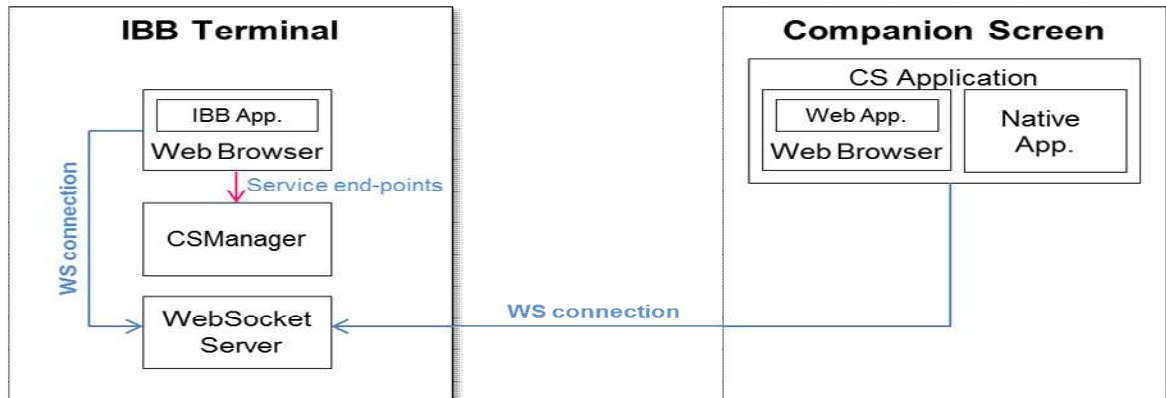 IBB Terminal
IBB App.
Web Browser
Service end-points
CSManager
WS connection
WebSocket
Server
WS connection
Companion Screen
CS Application
Web App.
Web Browser
Native
App.